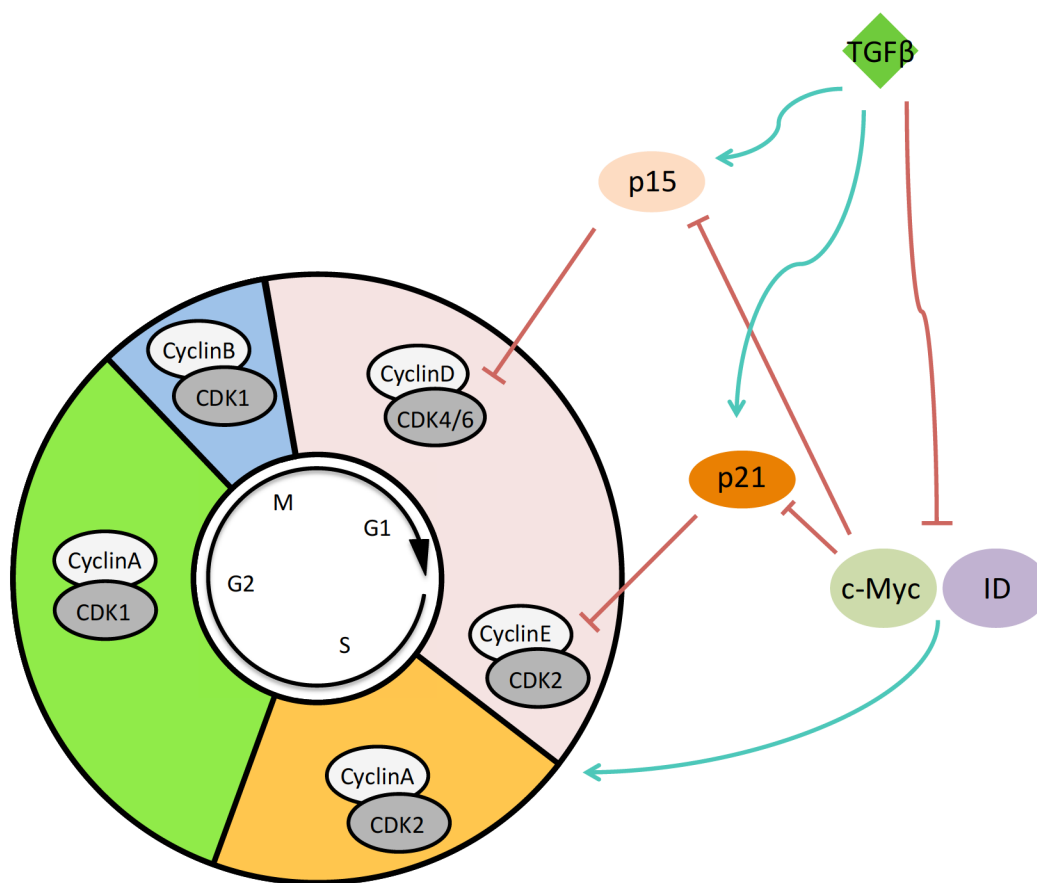 TGFβ
p15
CyclinB
CDK1
CyclinD
CDK4/6
p21
M
G1
G2
S
CyclinA
CDK1
c-Myc
ID
CyclinE
CDK2
CyclinA
CDK2